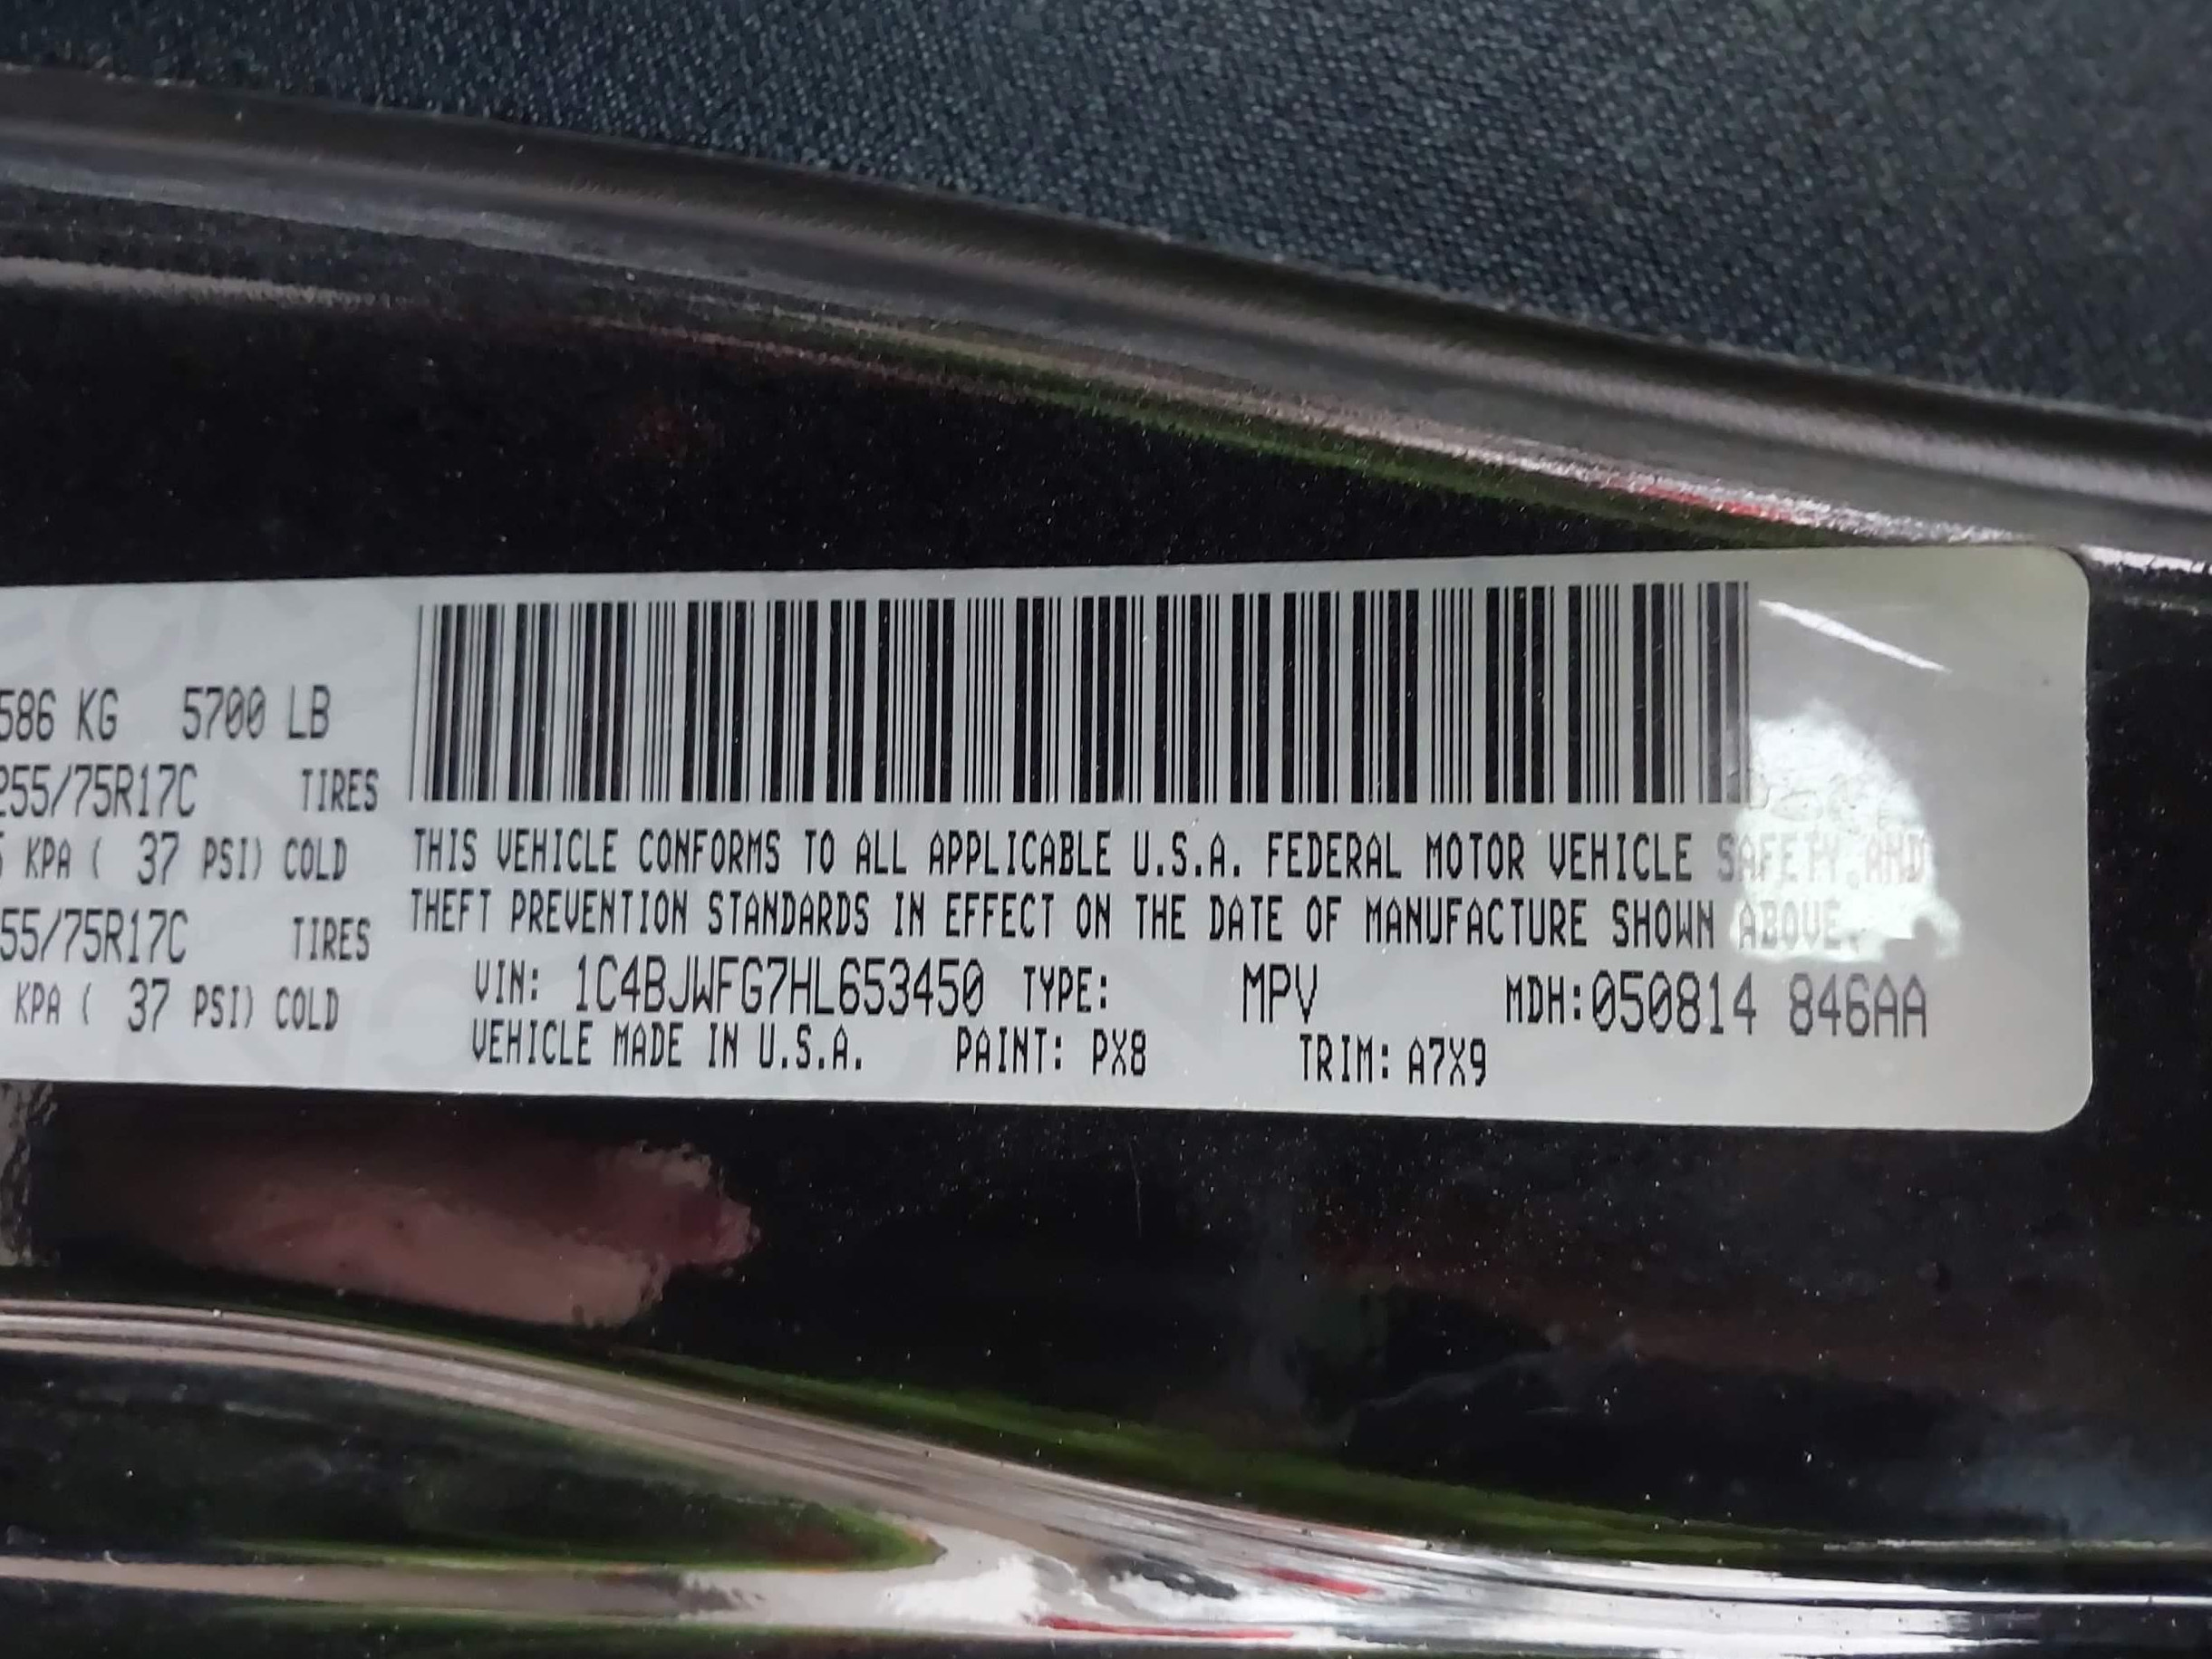 586 KG 5700 LB
255/75R17C TIRES
KPA ( 37 PSI) COLD
55/75R17C TIRES
KPA ( 37 PSI) COLD
THIS VEHICLE CONFORMS TO ALL APPLICABLE U.S.A. FEDERAL MOTOR VEHICLE SAFETY AND
THEFT PREVENTION STANDARDS IN EFFECT ON THE DATE OF MANUFACTURE SHOWN ABOVE.
VIN: 1C4BJWFG7HL653450 TYPE: MPV MDH:050814 846AA
VEHICLE MADE IN U.S.A. PAINT: PX8 TRIM: A7X9